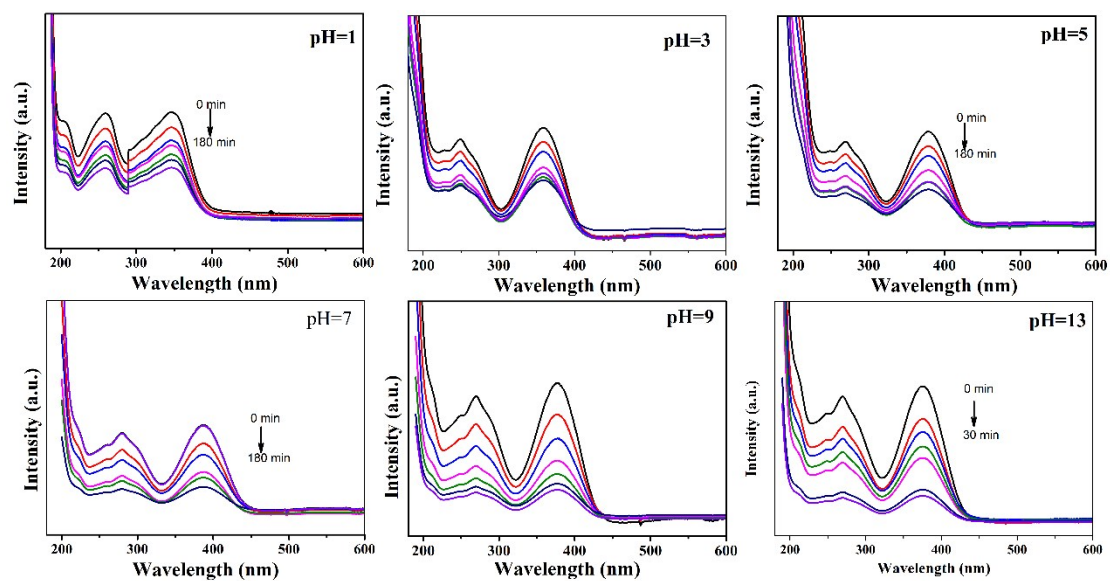 pH=1
0 min
180 min
Intensity (a.u.)
200 300 400 500 600
Wavelength (nm)
pH=3
Intensity (a.u.)
200 300 400 500 600
Wavelength (nm)
pH=5
0 min
180 min
Intensity (a.u.)
200 300 400 500 600
Wavelength (nm)
pH=7
0 min
180 min
Intensity (a.u.)
200 300 400 500 600
Wavelength (nm)
pH=9
Intensity (a.u.)
200 300 400 500 600
Wavelength (nm)
pH=13
0 min
30 min
Intensity (a.u.)
200 300 400 500 600
Wavelength (nm)